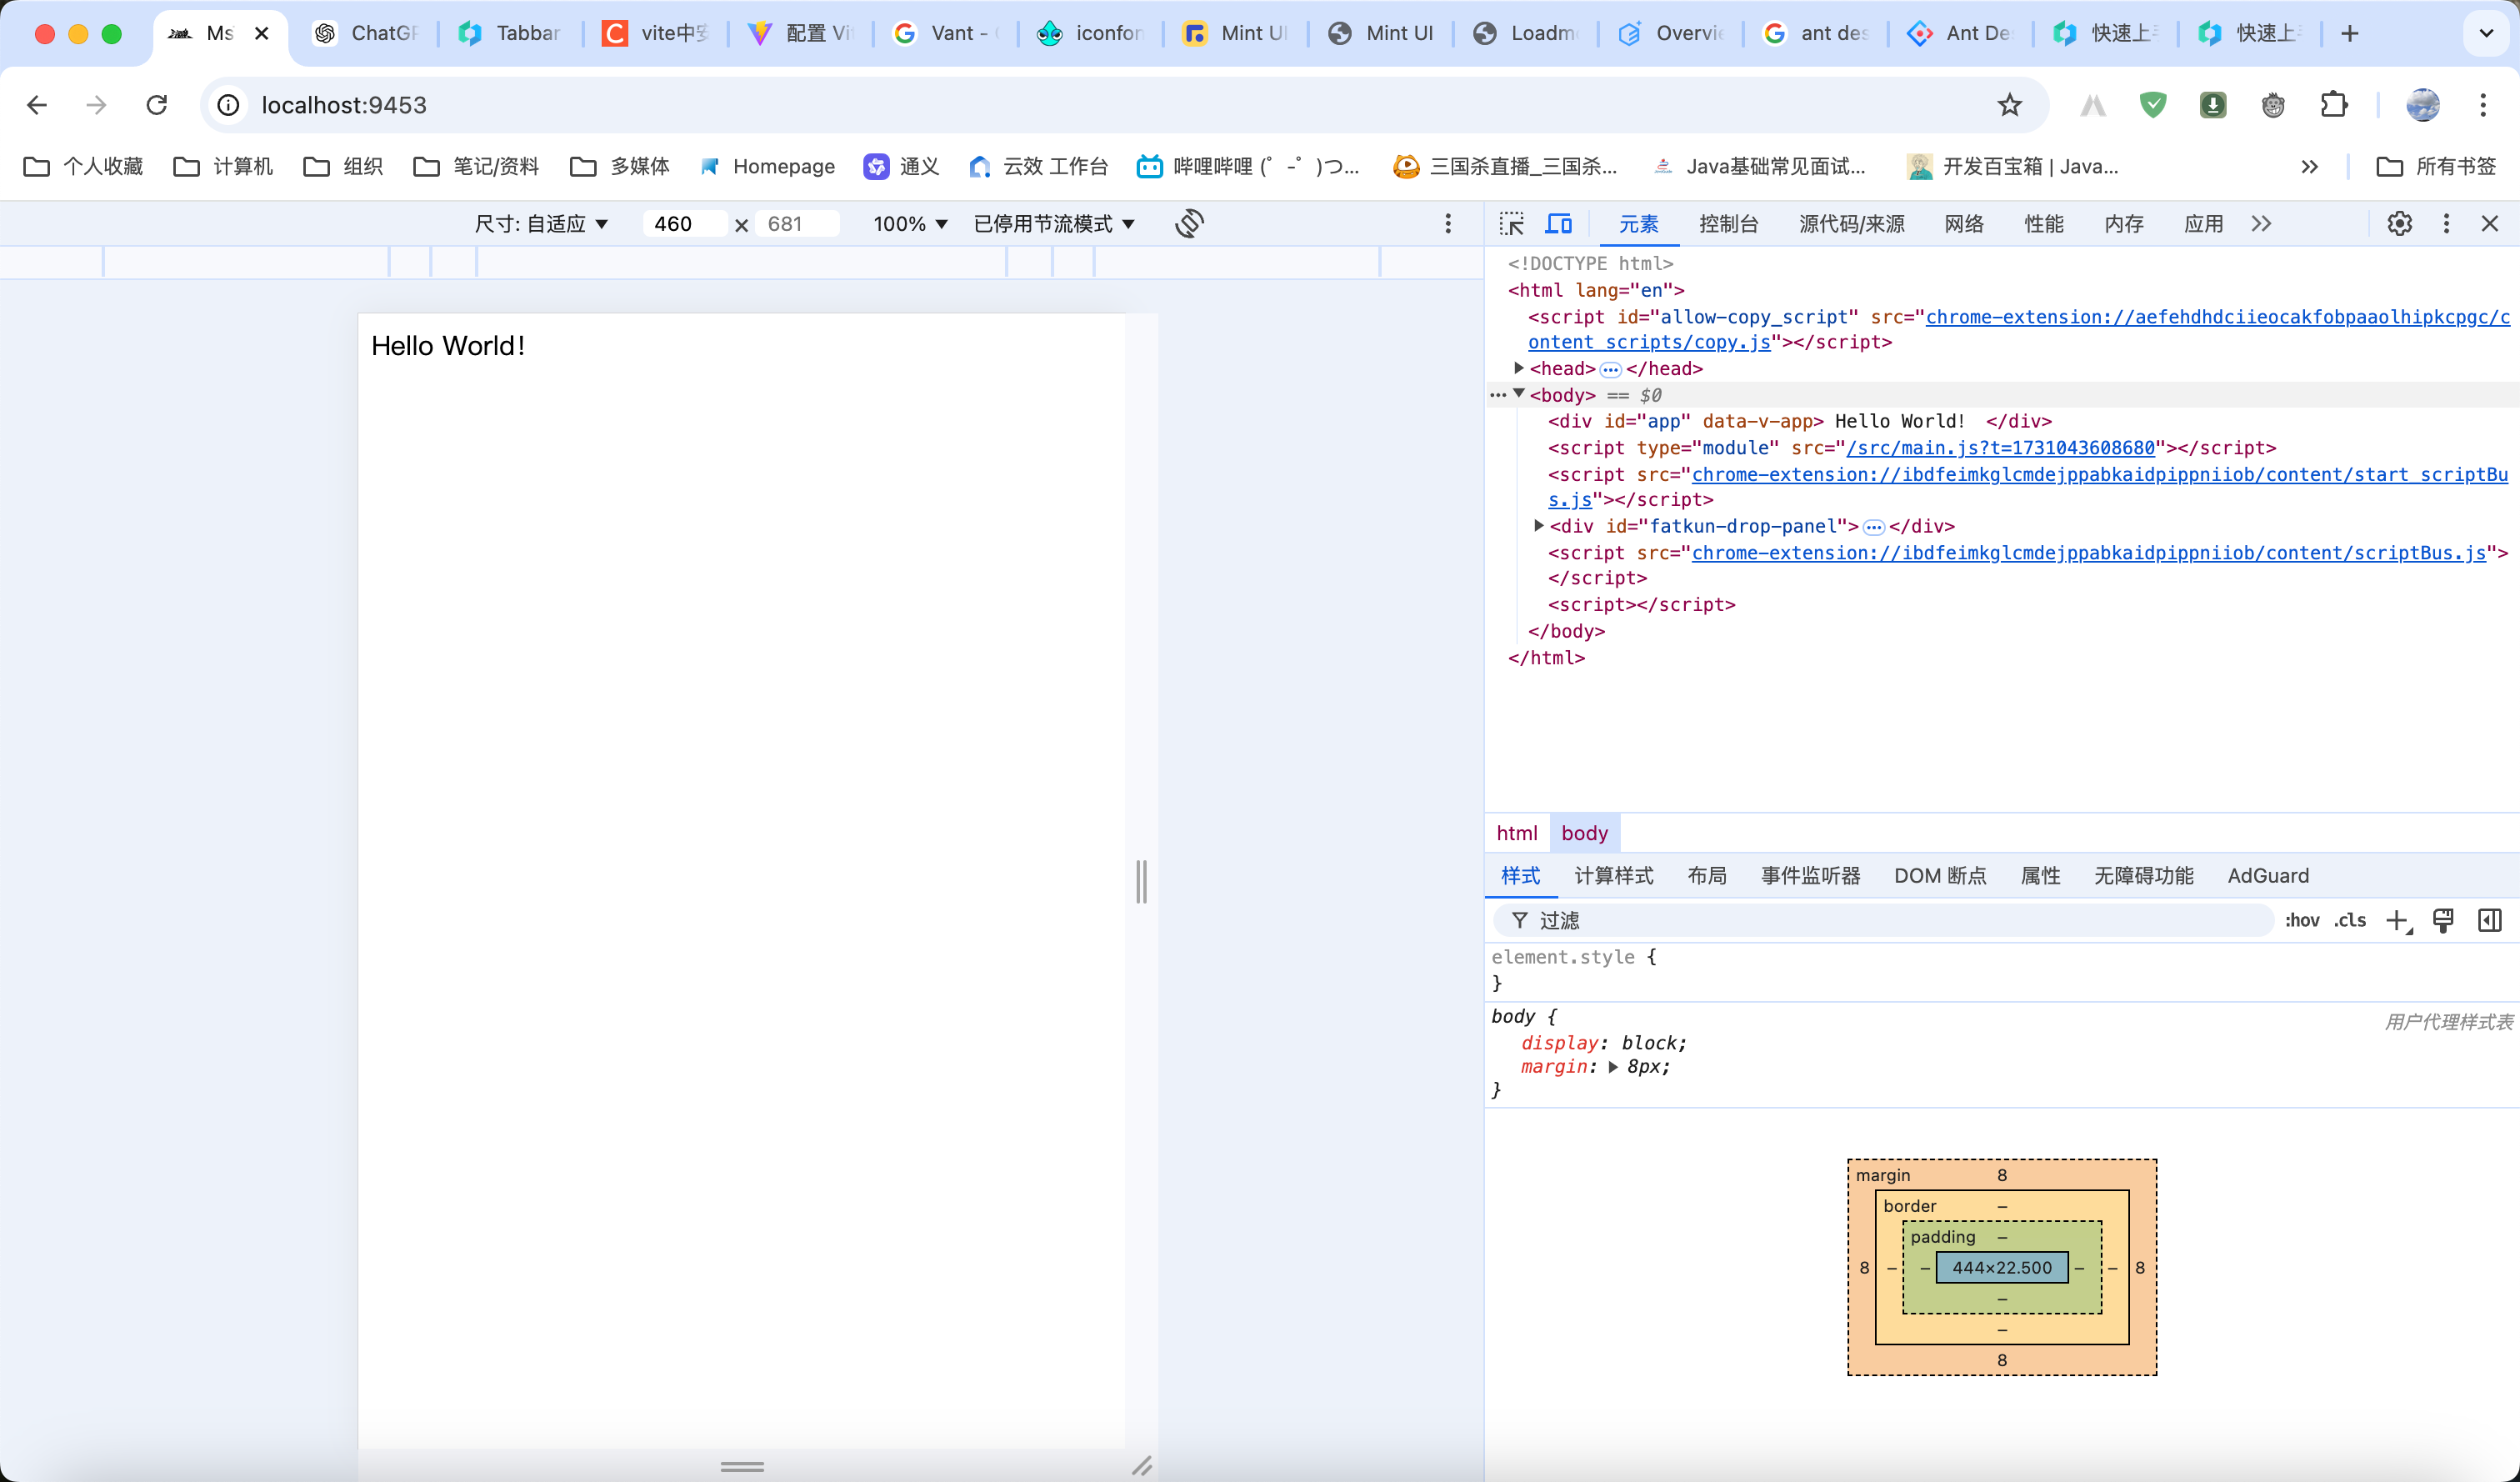 Ms
ChatGP
Tabbar
vite中安
配置 Vi
Vant -
iconfon
Mint UI
Mint UI
Loadm
Overvie
ant des
Ant De
快速上手
快速上手
localhost:9453
个人收藏
计算机
组织
笔记/资料
多媒体
Homepage
通义
云效 工作台
哔哩哔哩 (゜-゜)つ...
三国杀直播_三国杀...
Java基础常见面试...
开发百宝箱 | Java...
所有书签
尺寸: 自适应 460 × 681 100% 已停用节流模式
Hello World!
元素 控制台 源代码/来源 网络 性能 内存 应用
<!DOCTYPE html>
<html lang="en">
<script id="allow-copy_script" src="chrome-extension://aefehdhdciieocakfobpaaolhipkcpgc/c
ontent_scripts/copy.js"></script>
<head>…</head>
… <body> == $0
<div id="app" data-v-app> Hello World! </div>
<script type="module" src="/src/main.js?t=1731043608680"></script>
<script src="chrome-extension://ibdfeimkglcmdejppabkaidpippniiob/content/start_scriptBu
s.js"></script>
<div id="fatkun-drop-panel">…</div>
<script src="chrome-extension://ibdfeimkglcmdejppabkaidpippniiob/content/scriptBus.js">
</script>
<script></script>
</body>
</html>
html body
样式 计算样式 布局 事件监听器 DOM 断点 属性 无障碍功能 AdGuard
过滤 :hov .cls
element.style {
}
body { 用户代理样式表
display: block;
margin: 8px;
}
margin 8
border –
padding –
8 – – 444×22.500 – – 8
–
–
8